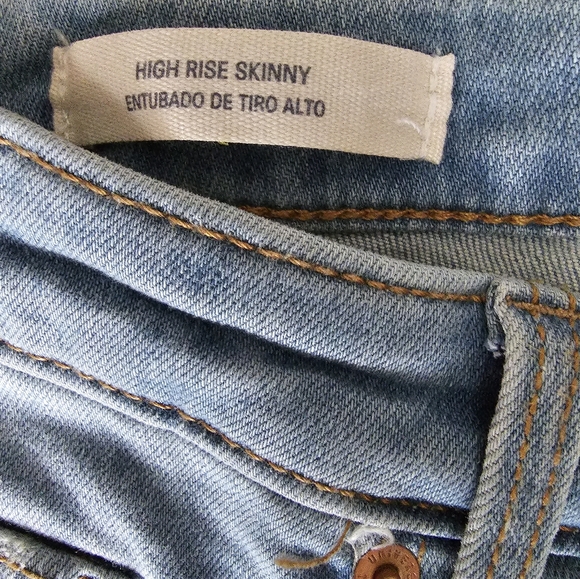 HIGH RISE SKINNY
ENTUBADO DE TIRO ALTO